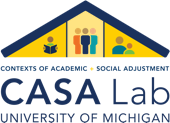 CONTEXTS OF ACADEMIC + SOCIAL ADJUSTMENT
CASA Lab
UNIVERSITY OF MICHIGAN